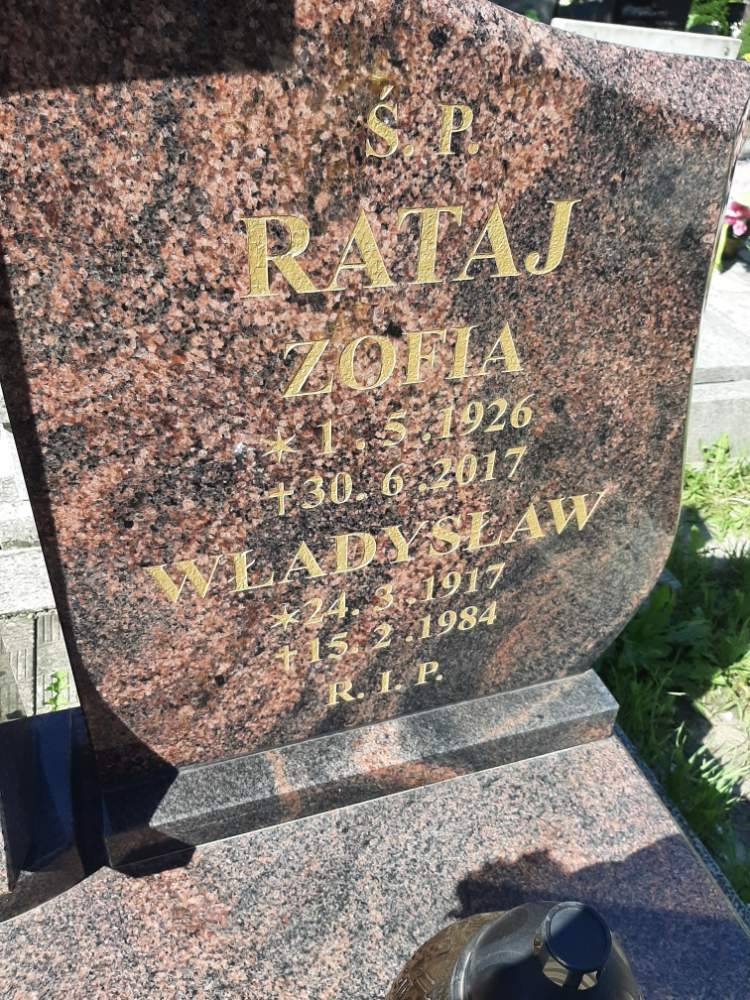 Ś. P.
RATAJ
ZOFIA
* 1. 5. 1926
† 30. 6. 2017
WŁADYSŁAW
* 24. 3. 1917
† 15. 2. 1984
R. I. P.